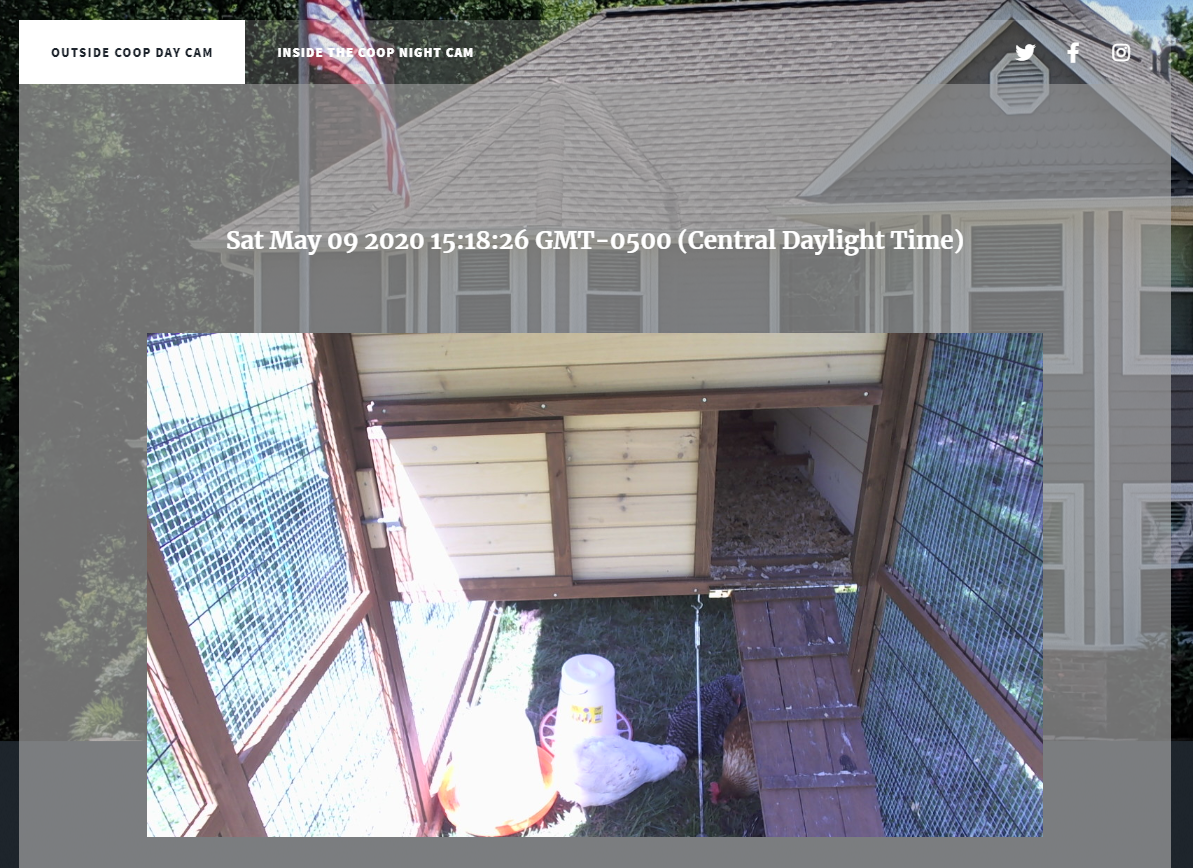 OUTSIDE COOP DAY CAM
INSIDE THE COOP NIGHT CAM
Sat May 09 2020 15:18:26 GMT-0500 (Central Daylight Time)